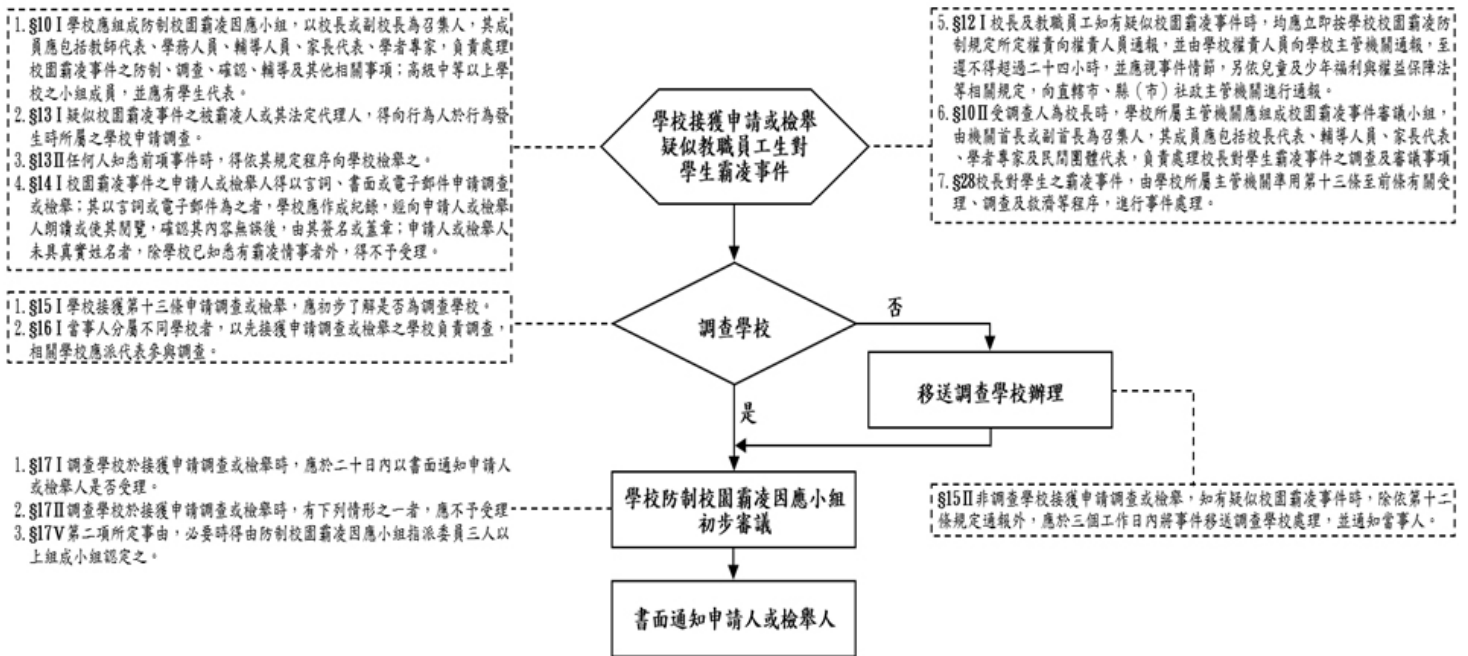 1. §10 I 學校應組成防制校園霸凌因應小組，以校長或副校長為召集人，其成
員應包括教師代表、學務人員、輔導人員、家長代表、學者專家，負責處理
校園霸凌事件之防制、調查、確認、輔導及其他相關事項；高級中等以上學
校之小組成員，並應有學生代表。
2. §13 I 疑似校園霸凌事件之被霸凌人或其法定代理人，得向行為人於行為發
生時所屬之學校申請調查。
3. §13II任何人知悉前項事件時，得依其規定程序向學校檢舉之。
4. §14 I 校園霸凌事件之申請人或檢舉人得以言詞、書面或電子郵件申請調查
或檢舉；其以言詞或電子郵件為之者，學校應作成紀錄，經向申請人或檢舉
人朗讀或使其閱覽，確認其內容無誤後，由其簽名或蓋章；申請人或檢舉人
未具真實姓名者，除學校已知悉有霸凌情事者外，得不予受理。
學校接獲申請或檢舉
疑似教職員工生對
學生霸凌事件
5. §12 I 校長及教職員工知有疑似校園霸凌事件時，均應立即按學校校園霸凌防
制規定所定權責向權責人員通報，並由學校權責人員向學校主管機關通報，至
遲不得超過二十四小時，並應視事件情節，另依兒童及少年福利與權益保障法
等相關規定，向直轄市、縣（市）社政主管機關進行通報。
6. §10II受調查人為校長時，學校所屬主管機關應組成校園霸凌事件審議小組，
由機關首長或副首長為召集人，其成員應包括校長代表、輔導人員、家長代表
、學者專家及民間團體代表，負責處理校長對學生霸凌事件之調查及審議事項
7. §28校長對學生之霸凌事件，由學校所屬主管機關準用第十三條至前條有關受
理、調查及救濟等程序，進行事件處理。
1. §15 I 學校接獲第十三條申請調查或檢舉，應初步了解是否為調查學校。
2. §16 I 當事人分屬不同學校者，以先接獲申請調查或檢舉之學校負責調查，
相關學校應派代表參與調查。
調查學校
否
移送調查學校辦理
是
1. §17 I 調查學校於接獲申請調查或檢舉時，應於二十日內以書面通知申請人
或檢舉人是否受理。
2. §17II調查學校於接獲申請調查或檢舉時，有下列情形之一者，應不予受理
3. §17V 第二項所定事由，必要時得由防制校園霸凌因應小組指派委員三人以
上組成小組認定之。
學校防制校園霸凌因應小組
初步審議
§15II非調查學校接獲申請調查或檢舉，知有疑似校園霸凌事件時，除依第十二
條規定通報外，應於三個工作日內將事件移送調查學校處理，並通知當事人。
書面通知申請人或檢舉人